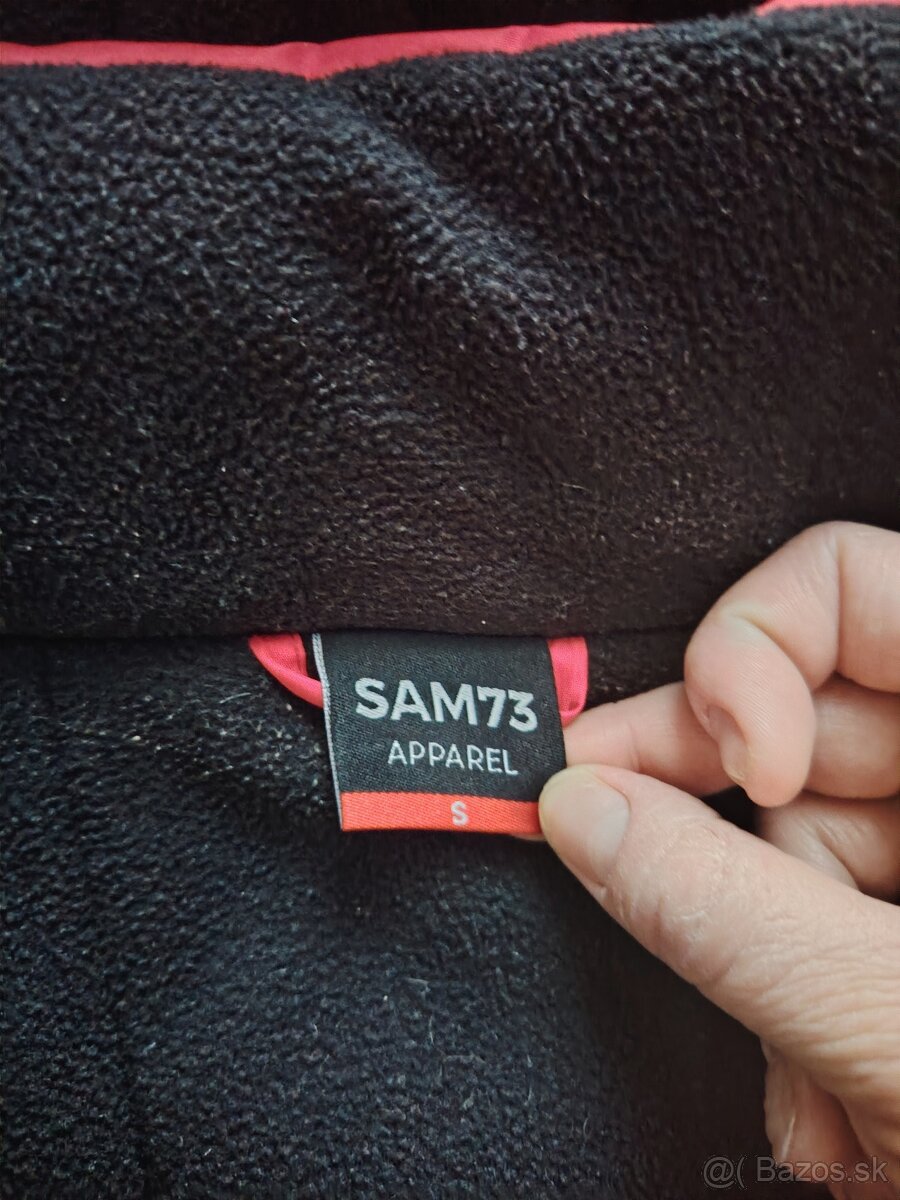 SAM73
APPAREL
S
@( Bazos.sk